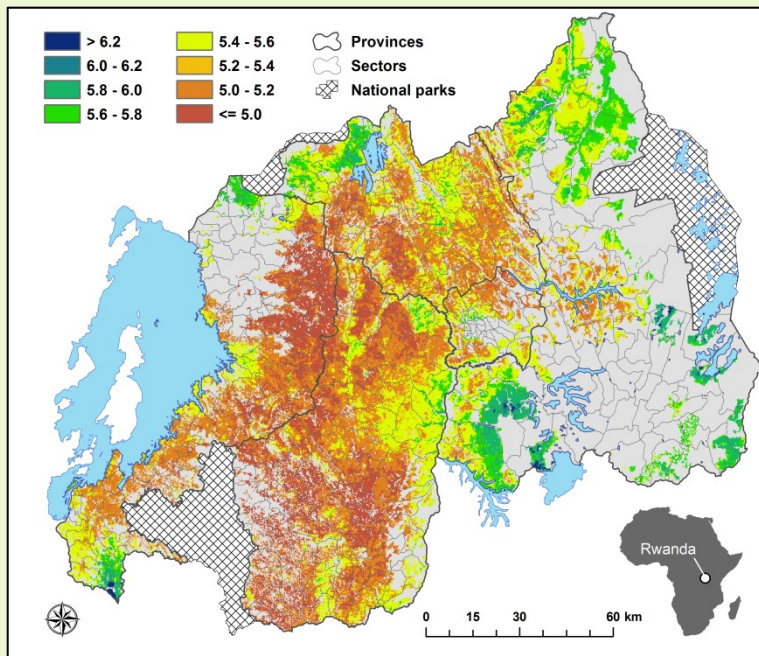 > 6.2
6.0 - 6.2
5.8 - 6.0
5.6 - 5.8
5.4 - 5.6
5.2 - 5.4
5.0 - 5.2
<= 5.0
Provinces
Sectors
National parks
Rwanda
0 15 30 60 km